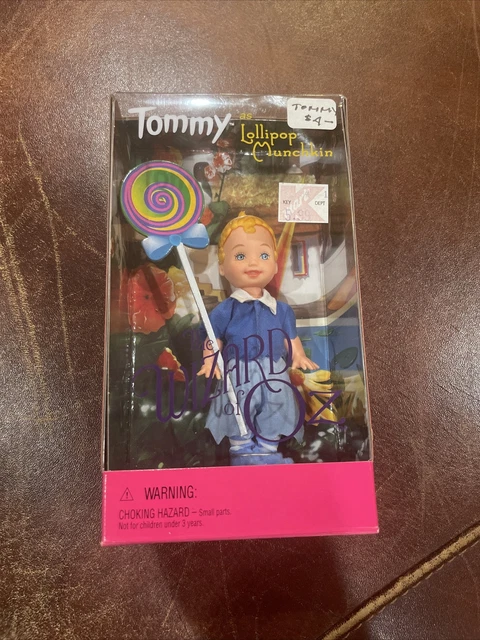 Tommy as
Lollipop
Munchkin
TOMMY
$4-
KEY DEPT
The
WIZARD
of Oz
⚠ WARNING:
CHOKING HAZARD – Small parts.
Not for children under 3 years.